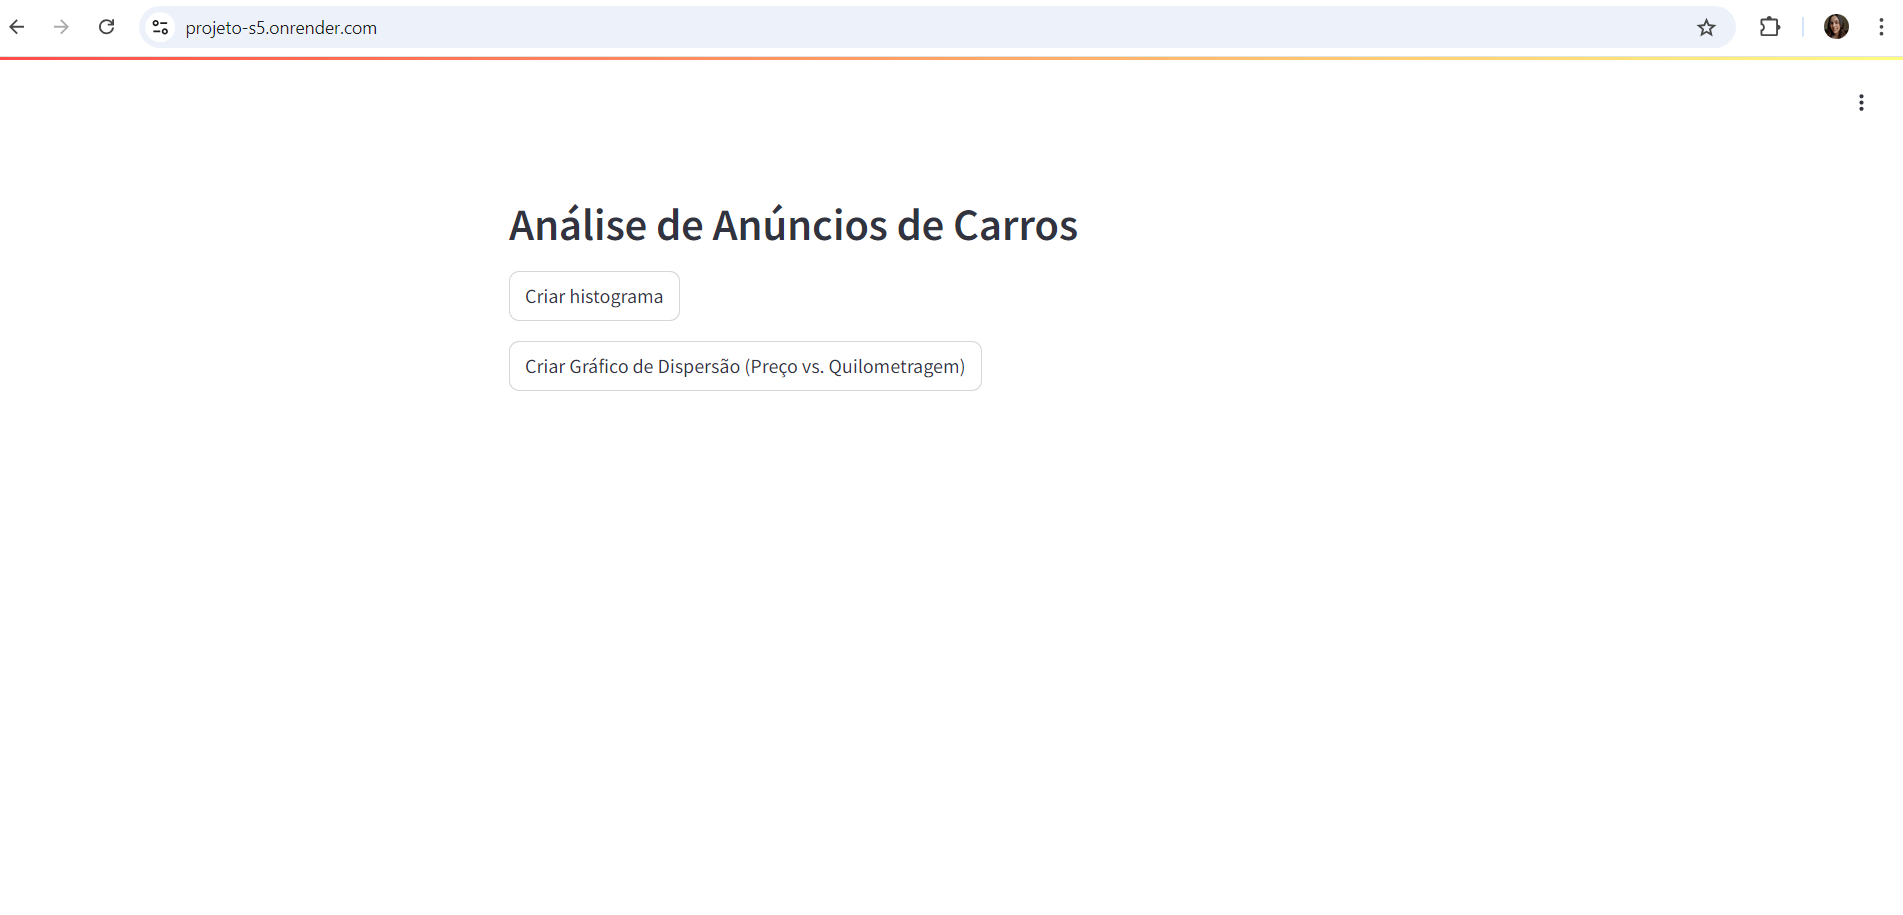 projeto-s5.onrender.com
Análise de Anúncios de Carros
Criar histograma
Criar Gráfico de Dispersão (Preço vs. Quilometragem)